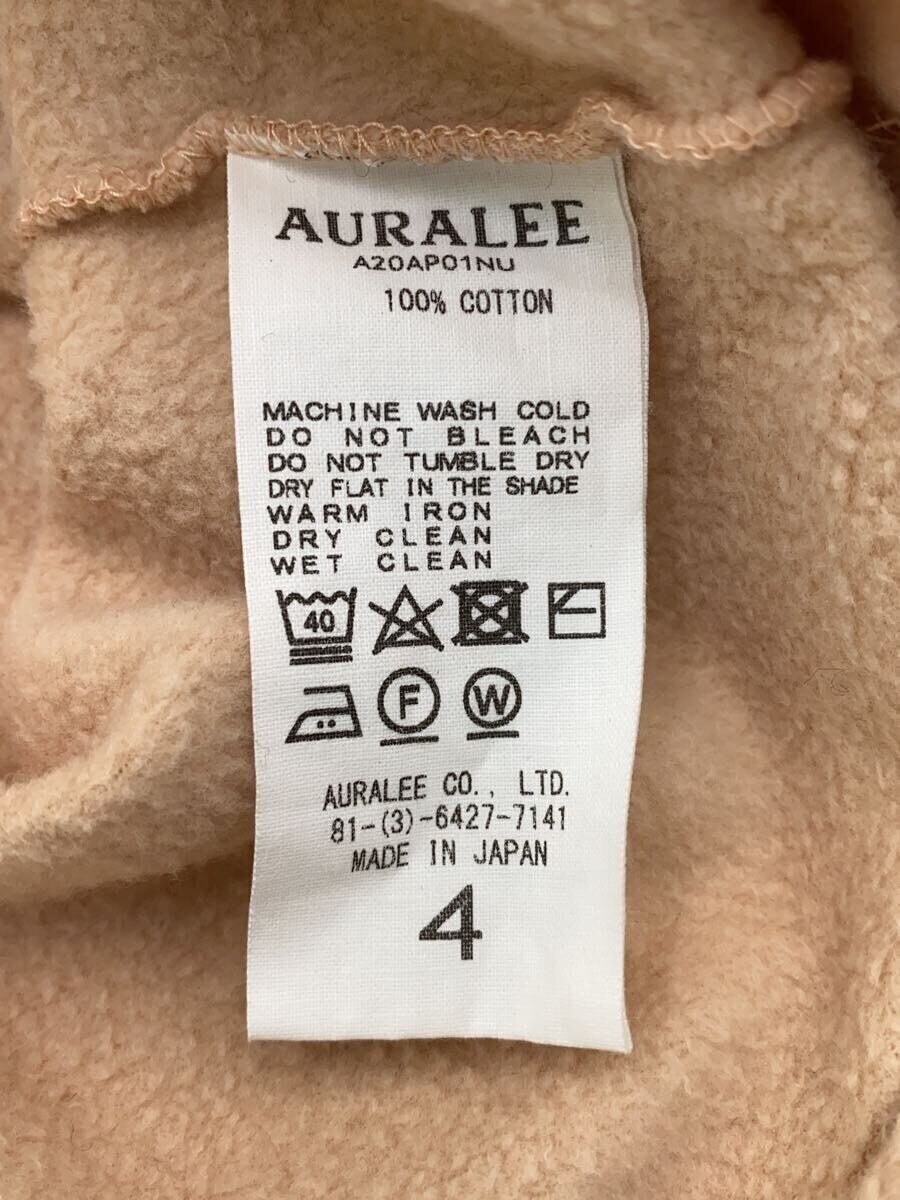 AURALEE
A20AP01NU
100% COTTON
MACHINE WASH COLD
DO NOT BLEACH
DO NOT TUMBLE DRY
DRY FLAT IN THE SHADE
WARM IRON
DRY CLEAN
WET CLEAN
40
F W
AURALEE CO., LTD.
81-(3)-6427-7141
MADE IN JAPAN
4